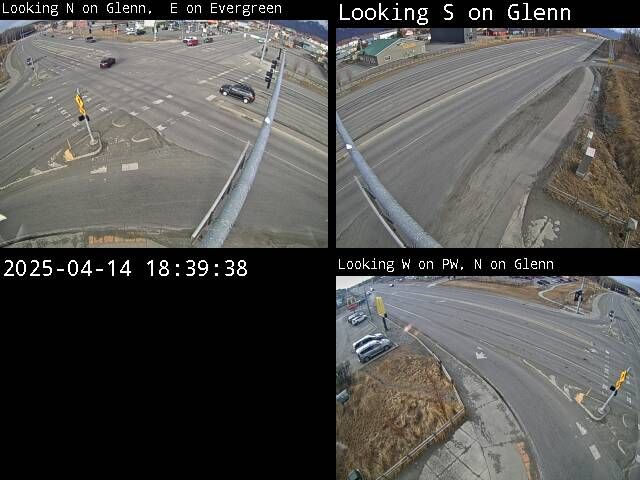 Looking N on Glenn,  E on Evergreen
Looking S on Glenn
2025-04-14 18:39:38
Looking W on PW, N on Glenn